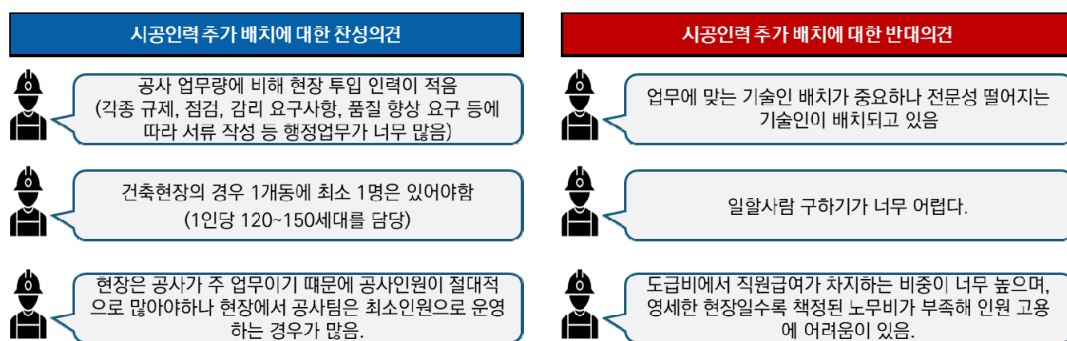 시공인력 추가 배치에 대한 찬성의견
공사 업무량에 비해 현장 투입 인력이 적음
(각종 규제, 점검, 감리 요구사항, 품질 향상 요구 등에
따라 서류 작성 등 행정업무가 너무 많음)
건축현장의 경우 1개동에 최소 1명은 있어야함
(1인당 120~150세대를 담당)
현장은 공사가 주 업무이기 떄문에 공사인원이 절대적
으로 많아야하나 현장에서 공사팀은 최소인원으로 운영
하는 경우가 많음.
시공인력 추가 배치에 대한 반대의견
업무에 맞는 기술인 배치가 중요하나 전문성 떨어지는
기술인이 배치되고 있음
일할사람 구하기가 너무 어렵다.
도급비에서 직원급여가 차지하는 비중이 너무 높으며,
영세한 현장일수록 책정된 노무비가 부족해 인원 고용
에 어려움이 있음.